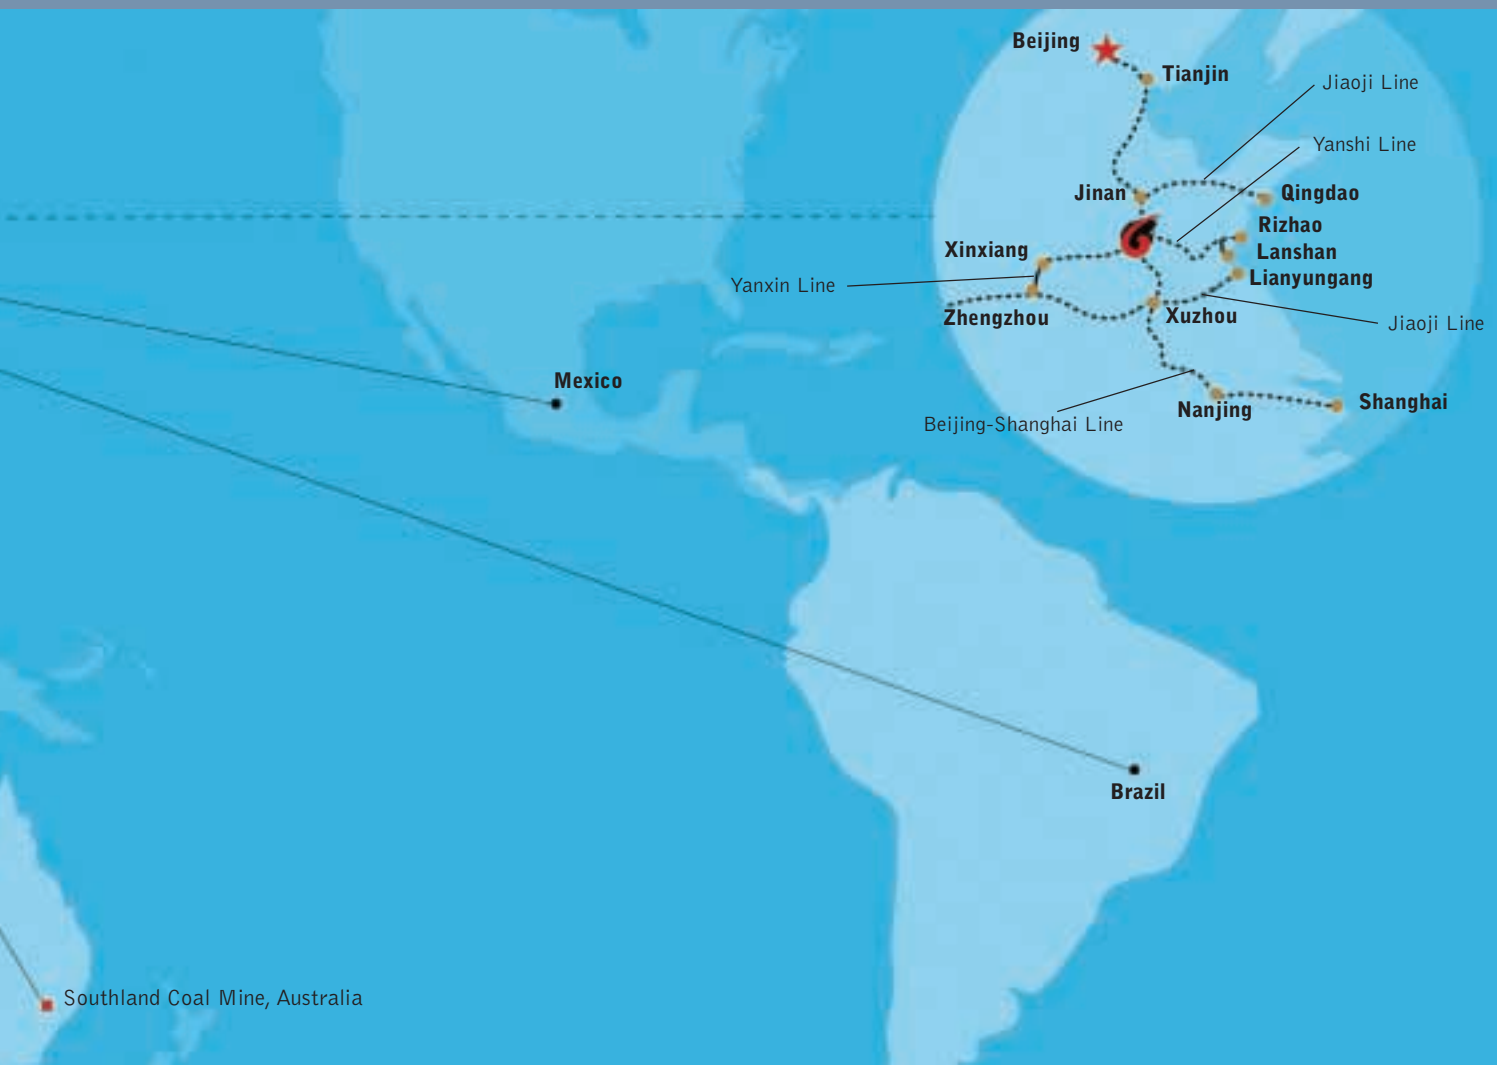 Beijing
Tianjin
Jiaoji Line
Yanshi Line
Jinan
Qingdao
Rizhao
Xinxiang
Lanshan
Lianyungang
Yanxin Line
Zhengzhou
Xuzhou
Jiaoji Line
Mexico
Nanjing
Shanghai
Beijing-Shanghai Line
Brazil
Southland Coal Mine, Australia